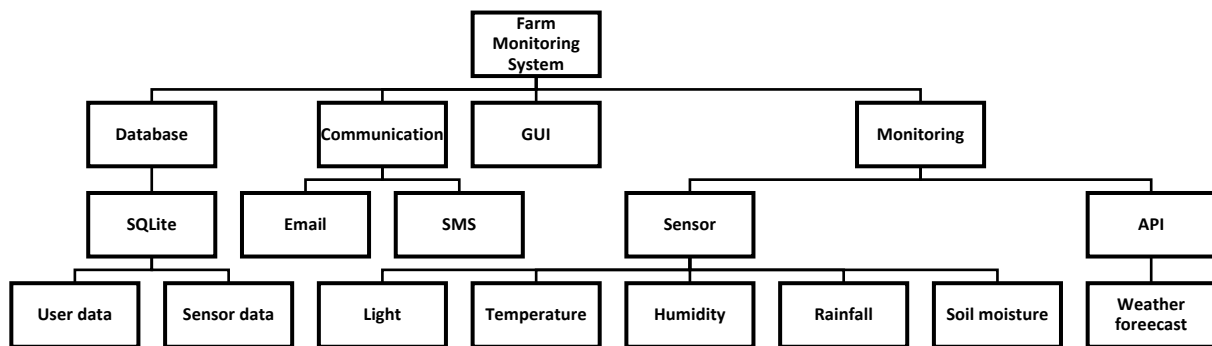 Farm
Monitoring
System
Database
Communication
GUI
Monitoring
SQLite
Email
SMS
Sensor
API
User data
Sensor data
Light
Temperature
Humidity
Rainfall
Soil moisture
Weather
foreecast